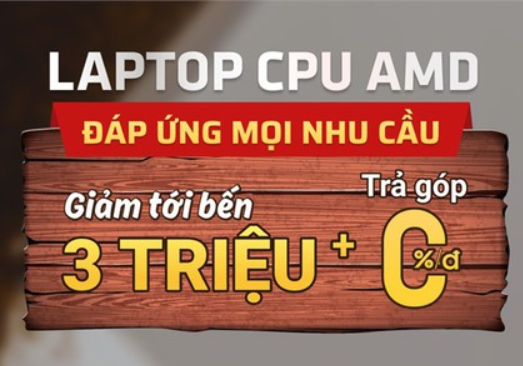 LAPTOP CPU AMD
ĐÁP ỨNG MỌI NHU CẦU
Giảm tới bến
3 TRIỆU +
Trả góp
0%/đ